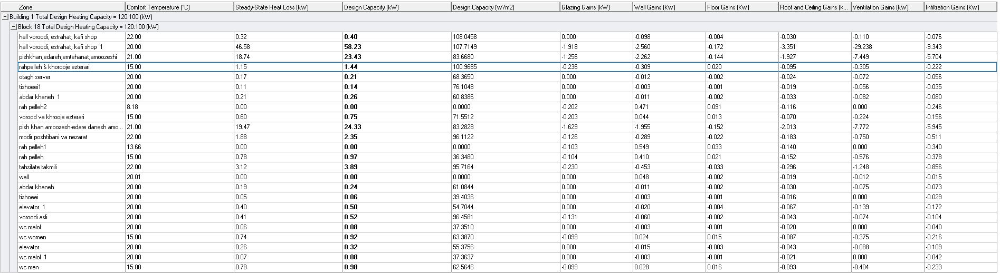 Zone Comfort Temperature (°C) Steady-State Heat Loss (kW) Design Capacity (kW) Design Capacity (W/m2) Glazing Gains (kW) Wall Gains (kW) Floor Gains (kW) Roof and Ceiling Gains (k... Ventilation Gains (kW) Infiltration Gains (kW)
Building 1 Total Design Heating Capacity = 120.100 (kW)
Block 18 Total Design Heating Capacity = 120.100 (kW)
hall voroodi, estrahat, kafi shop 22.00 0.32 0.40 108.0458 0.000 -0.098 -0.004 -0.030 -0.110 -0.076
hall voroodi, estrahat, kafi shop 1 20.00 46.58 58.23 107.7149 -1.918 -2.560 -0.172 -3.351 -29.238 -9.343
pishkhan,edareh,emtehanat,amoozeshi 21.00 18.74 23.43 83.6680 -1.256 -2.262 -0.144 -1.927 -7.449 -5.704
rahpelleh & khorooje ezterari 15.00 1.15 1.44 100.9685 -0.236 -0.309 0.020 -0.095 -0.305 -0.222
otagh server 20.00 0.17 0.21 68.3650 0.000 -0.012 -0.002 -0.024 -0.072 -0.056
tishoeei1 20.00 0.11 0.14 76.1048 0.000 -0.003 -0.001 -0.019 -0.056 -0.035
abdar khaneh 1 20.00 0.21 0.26 60.8386 0.000 -0.011 -0.002 -0.033 -0.082 -0.080
rah pelleh2 8.18 0.00 0.00 0.0000 -0.202 0.471 0.091 -0.116 0.000 -0.246
vorood va khrooje ezterari 15.00 0.60 0.75 71.5512 -0.203 0.044 0.013 -0.070 -0.224 -0.156
pish khan amoozesh-edare danesh amo... 21.00 19.47 24.33 83.2828 -1.629 -1.955 -0.152 -2.013 -7.772 -5.945
modir poshtibani va nezarat 22.00 1.88 2.35 96.1122 -0.126 -0.289 -0.022 -0.183 -0.750 -0.511
rah pelleh1 13.66 0.00 0.00 0.0000 -0.103 0.549 0.033 -0.140 0.000 -0.340
rah pelleh 15.00 0.78 0.97 36.3480 -0.104 0.410 0.021 -0.152 -0.576 -0.378
tahsilate takmili 22.00 3.12 3.89 95.7164 -0.230 -0.453 -0.033 -0.296 -1.248 -0.856
wall 20.01 0.00 0.00 0.0000 0.000 0.048 -0.002 -0.019 -0.012 -0.015
abdar khaneh 20.00 0.19 0.24 61.0844 0.000 -0.011 -0.002 -0.030 -0.075 -0.073
tishoeei 20.00 0.05 0.06 39.4036 0.000 -0.003 -0.001 -0.016 0.000 -0.029
elevator 1 20.00 0.40 0.50 54.7044 0.000 -0.020 -0.004 -0.067 -0.139 -0.172
voroodi asli 20.00 0.41 0.52 96.4581 -0.131 -0.060 -0.002 -0.043 -0.074 -0.104
wc malol 20.00 0.06 0.08 37.3510 0.000 -0.003 -0.001 -0.020 0.000 -0.040
wc women 15.00 0.74 0.92 63.3870 -0.099 0.024 0.015 -0.087 -0.375 -0.216
elevator 20.00 0.26 0.32 55.3756 0.000 -0.015 -0.003 -0.043 -0.088 -0.109
wc malol 1 20.00 0.07 0.08 37.3637 0.000 -0.003 -0.001 -0.021 0.000 -0.042
wc men 15.00 0.78 0.98 62.5646 -0.099 0.028 0.016 -0.093 -0.404 -0.233